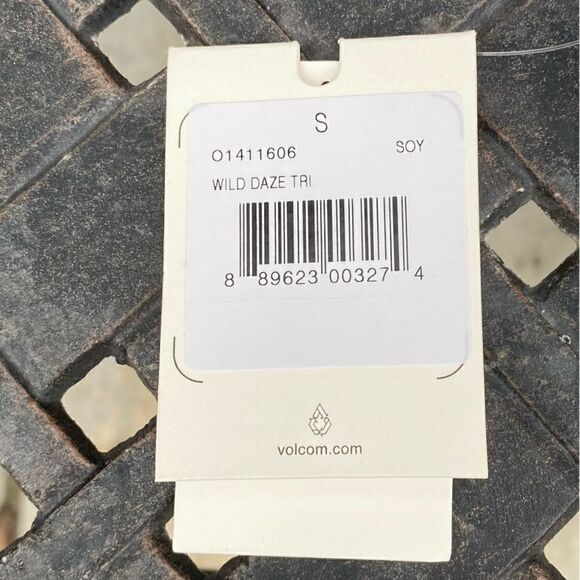 S
O1411606 SOY
WILD DAZE TRI
8 89623 00327 4
volcom.com